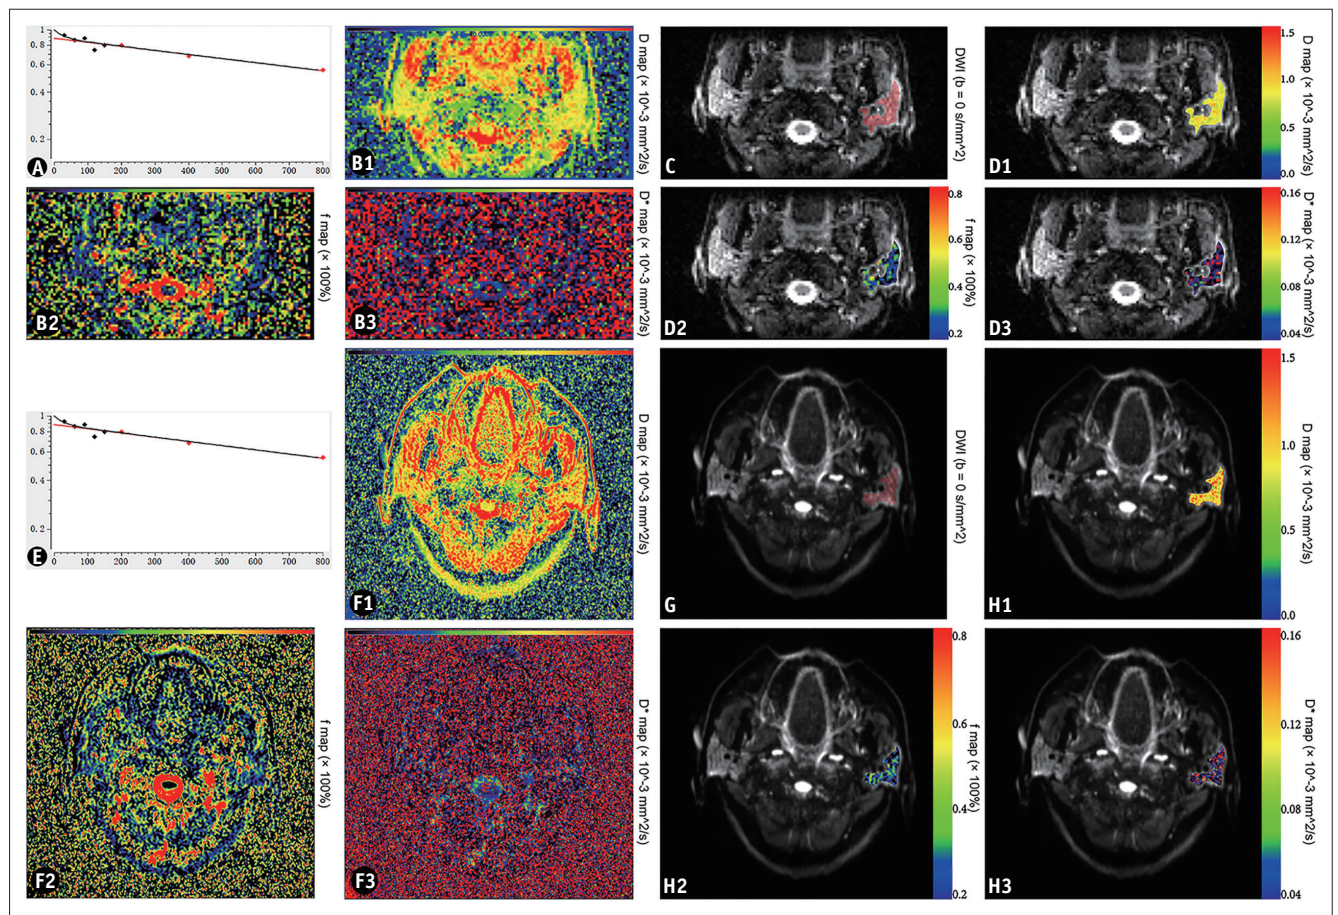 1
0.8
0.6
0.4
0.2
0 100 200 300 400 500 600 700 800
A
B1
D map (× 10^-3 mm^2/s)
C
DWI (b = 0 s/mm^2)
D1
1.5
1.0
0.5
0.0
D map (× 10^-3 mm^2/s)
B2
f map (× 100%)
B3
D* map (× 10^-3 mm^2/s)
D2
0.8
0.6
0.4
0.2
f map (× 100%)
D3
0.16
0.12
0.08
0.04
D* map (× 10^-3 mm^2/s)
1
0.8
0.6
0.4
0.2
0 100 200 300 400 500 600 700 800
E
F1
D map (× 10^-3 mm^2/s)
G
DWI (b = 0 s/mm^2)
H1
1.5
1.0
0.5
0.0
D map (× 10^-3 mm^2/s)
F2
f map (× 100%)
F3
D* map (× 10^-3 mm^2/s)
H2
0.8
0.6
0.4
0.2
f map (× 100%)
H3
0.16
0.12
0.08
0.04
D* map (× 10^-3 mm^2/s)